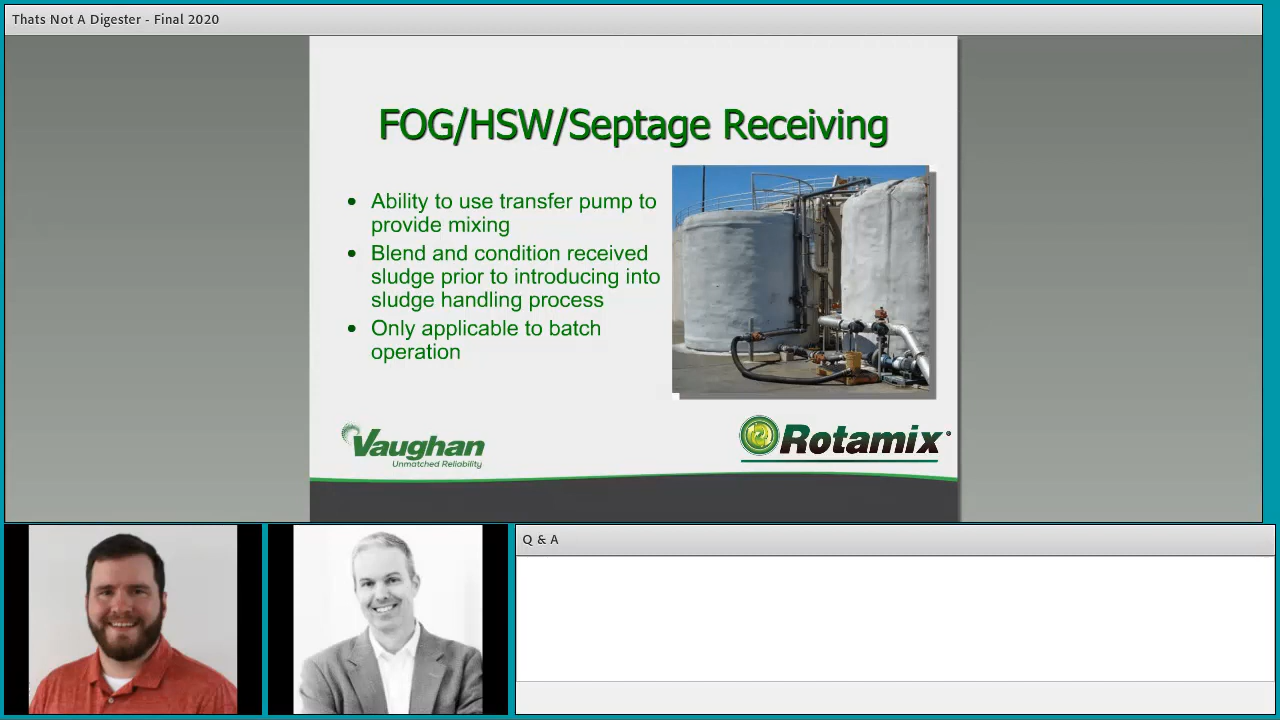 Thats Not A Digester - Final 2020
FOG/HSW/Septage Receiving
• Ability to use transfer pump to
provide mixing
• Blend and condition received
sludge prior to introducing into
sludge handling process
• Only applicable to batch
operation
Vaughan
Unmatched Reliability
Rotamix®
Q & A